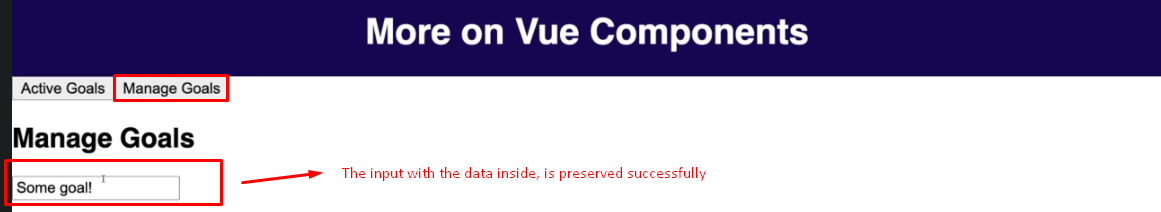 More on Vue Components
Active Goals Manage Goals
Manage Goals
Some goal! The input with the data inside, is preserved successfully